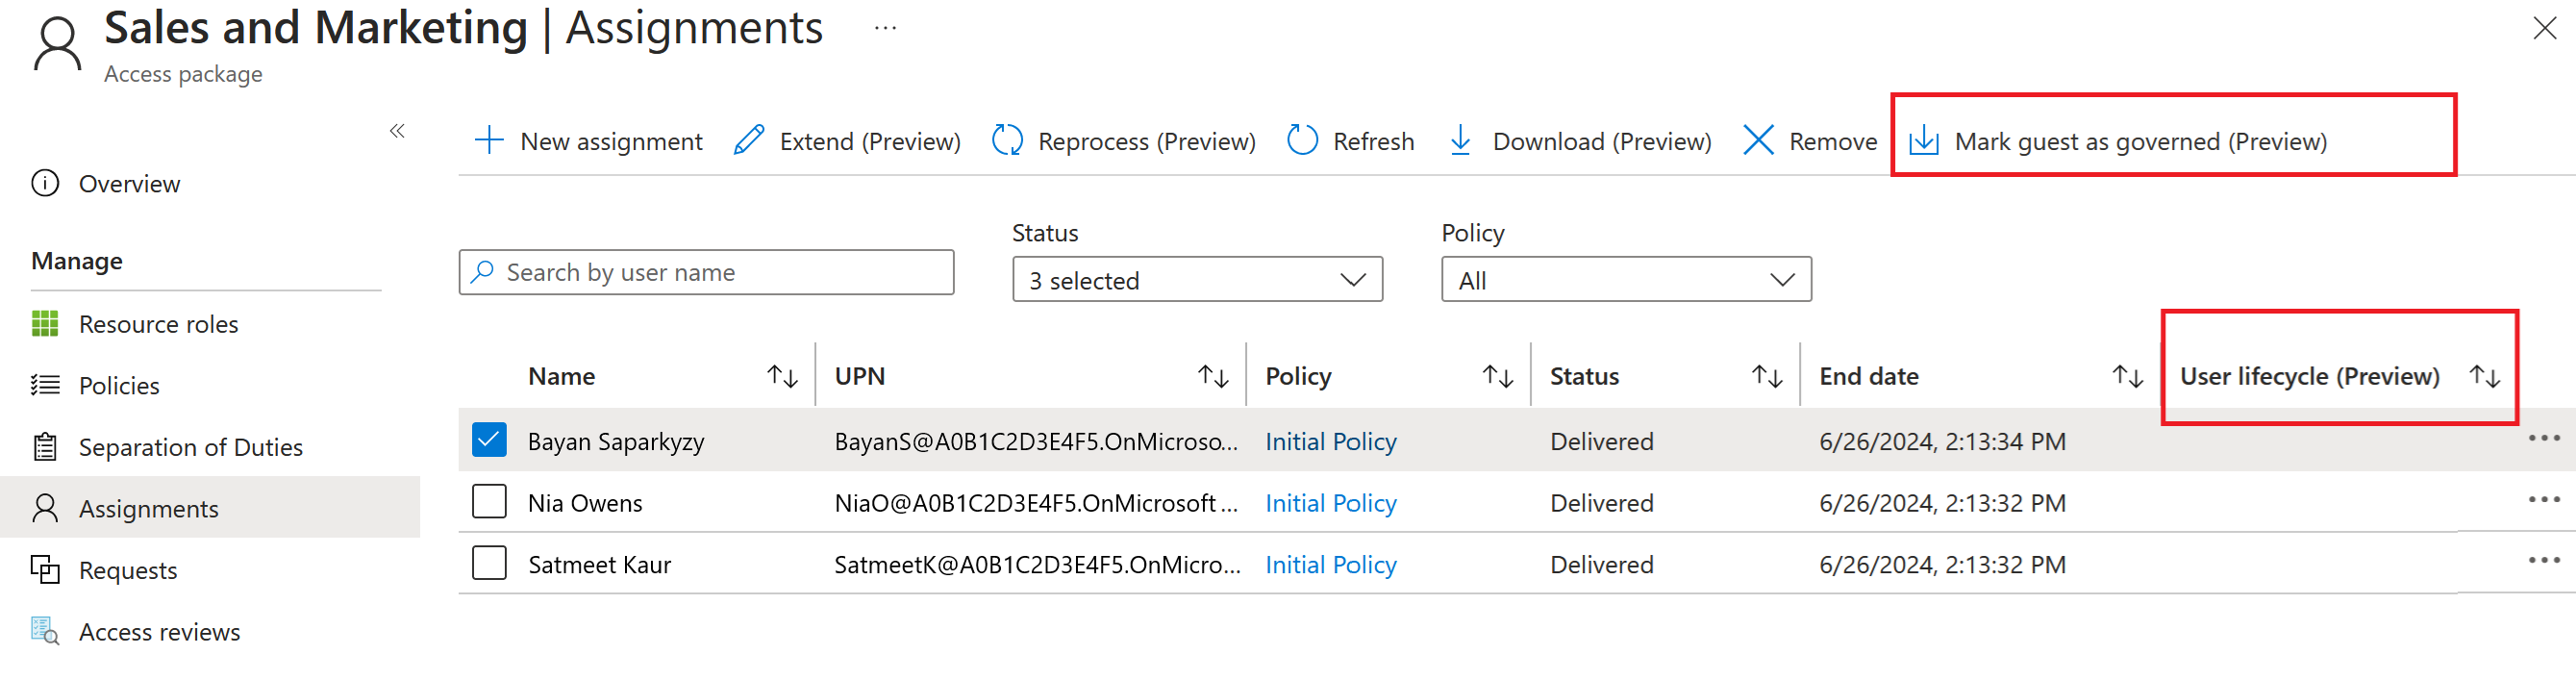 Sales and Marketing | Assignments ...
Access package
«
New assignment Extend (Preview) Reprocess (Preview) Refresh Download (Preview) Remove Mark guest as governed (Preview)
Overview
Manage
Resource roles
Policies
Separation of Duties
Assignments
Requests
Access reviews
Status Policy
Search by user name 3 selected All
Name UPN Policy Status End date User lifecycle (Preview)
Bayan Saparkyzy BayanS@A0B1C2D3E4F5.OnMicroso... Initial Policy Delivered 6/26/2024, 2:13:34 PM ...
Nia Owens NiaO@A0B1C2D3E4F5.OnMicrosoft ... Initial Policy Delivered 6/26/2024, 2:13:32 PM ...
Satmeet Kaur SatmeetK@A0B1C2D3E4F5.OnMicro... Initial Policy Delivered 6/26/2024, 2:13:32 PM ...